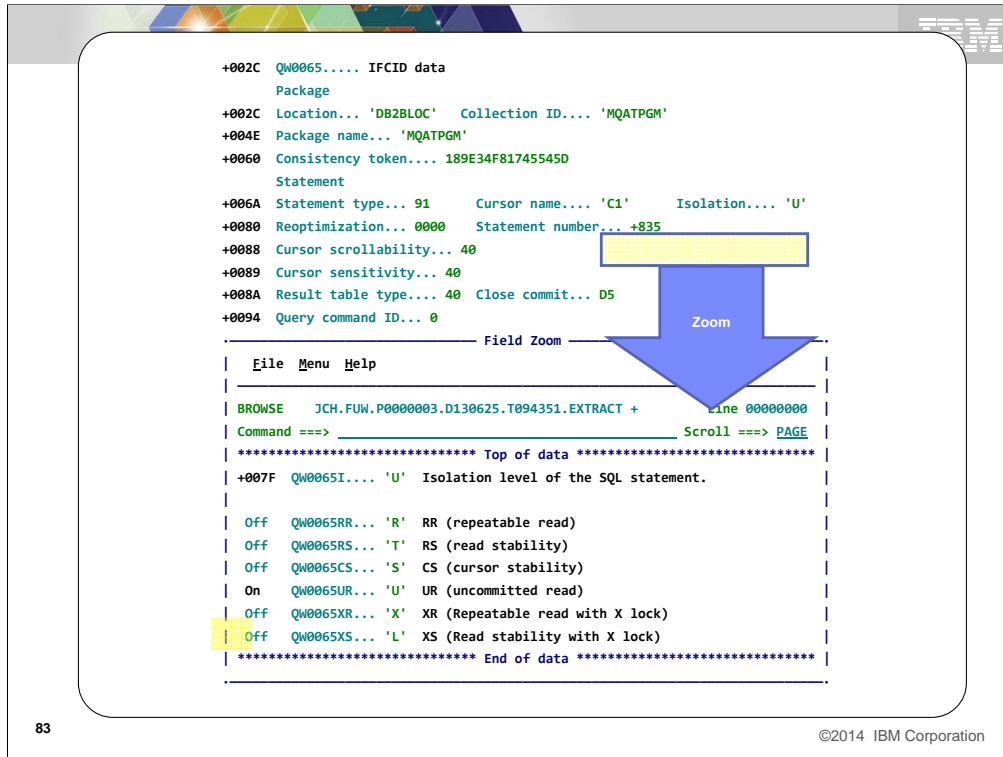 IBM
+002C QW0065..... IFCID data
Package
+002C Location... 'DB2BLOC' Collection ID.... 'MQATPGM'
+004E Package name... 'MQATPGM'
+0060 Consistency token.... 189E34F81745545D
Statement
+006A Statement type... 91 Cursor name.... 'C1' Isolation.... 'U'
+0080 Reoptimization... 0000 Statement number... +835
+0088 Cursor scrollability... 40
+0089 Cursor sensitivity... 40
+008A Result table type.... 40 Close commit... D5
+0094 Query command ID... 0
Zoom
Field Zoom
File Menu Help
BROWSE JCH.FUW.P0000003.D130625.T094351.EXTRACT + Line 00000000
Command ===> Scroll ===> PAGE
******************************* Top of data *******************************
+007F QW0065I.... 'U' Isolation level of the SQL statement.
Off QW0065RR... 'R' RR (repeatable read)
Off QW0065RS... 'T' RS (read stability)
Off QW0065CS... 'S' CS (cursor stability)
On QW0065UR... 'U' UR (uncommitted read)
Off QW0065XR... 'X' XR (Repeatable read with X lock)
Off QW0065XS... 'L' XS (Read stability with X lock)
******************************* End of data *******************************
83
©2014 IBM Corporation